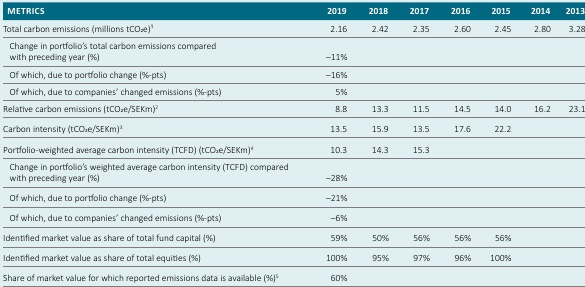 METRICS 2019 2018 2017 2016 2015 2014 2013
Total carbon emissions (millions tCO₂e)¹ 2.16 2.42 2.35 2.60 2.45 2.80 3.28
Change in portfolio's total carbon emissions compared
with preceding year (%) –11%
Of which, due to portfolio change (%-pts) –16%
Of which, due to companies' changed emissions (%-pts) 5%
Relative carbon emissions (tCO₂e/SEKm)² 8.8 13.3 11.5 14.5 14.0 16.2 23.1
Carbon intensity (tCO₂e/SEKm)³ 13.5 15.9 13.5 17.6 22.2
Portfolio-weighted average carbon intensity (TCFD) (tCO₂e/SEKm)⁴ 10.3 14.3 15.3
Change in portfolio's weighted average carbon intensity (TCFD) compared
with preceding year (%) –28%
Of which, due to portfolio change (%-pts) –21%
Of which, due to companies' changed emissions (%-pts) –6%
Identified market value as share of total fund capital (%) 59% 50% 56% 56% 56%
Identified market value as share of total equities (%) 100% 95% 97% 96% 100%
Share of market value for which reported emissions data is available (%)⁵ 60%